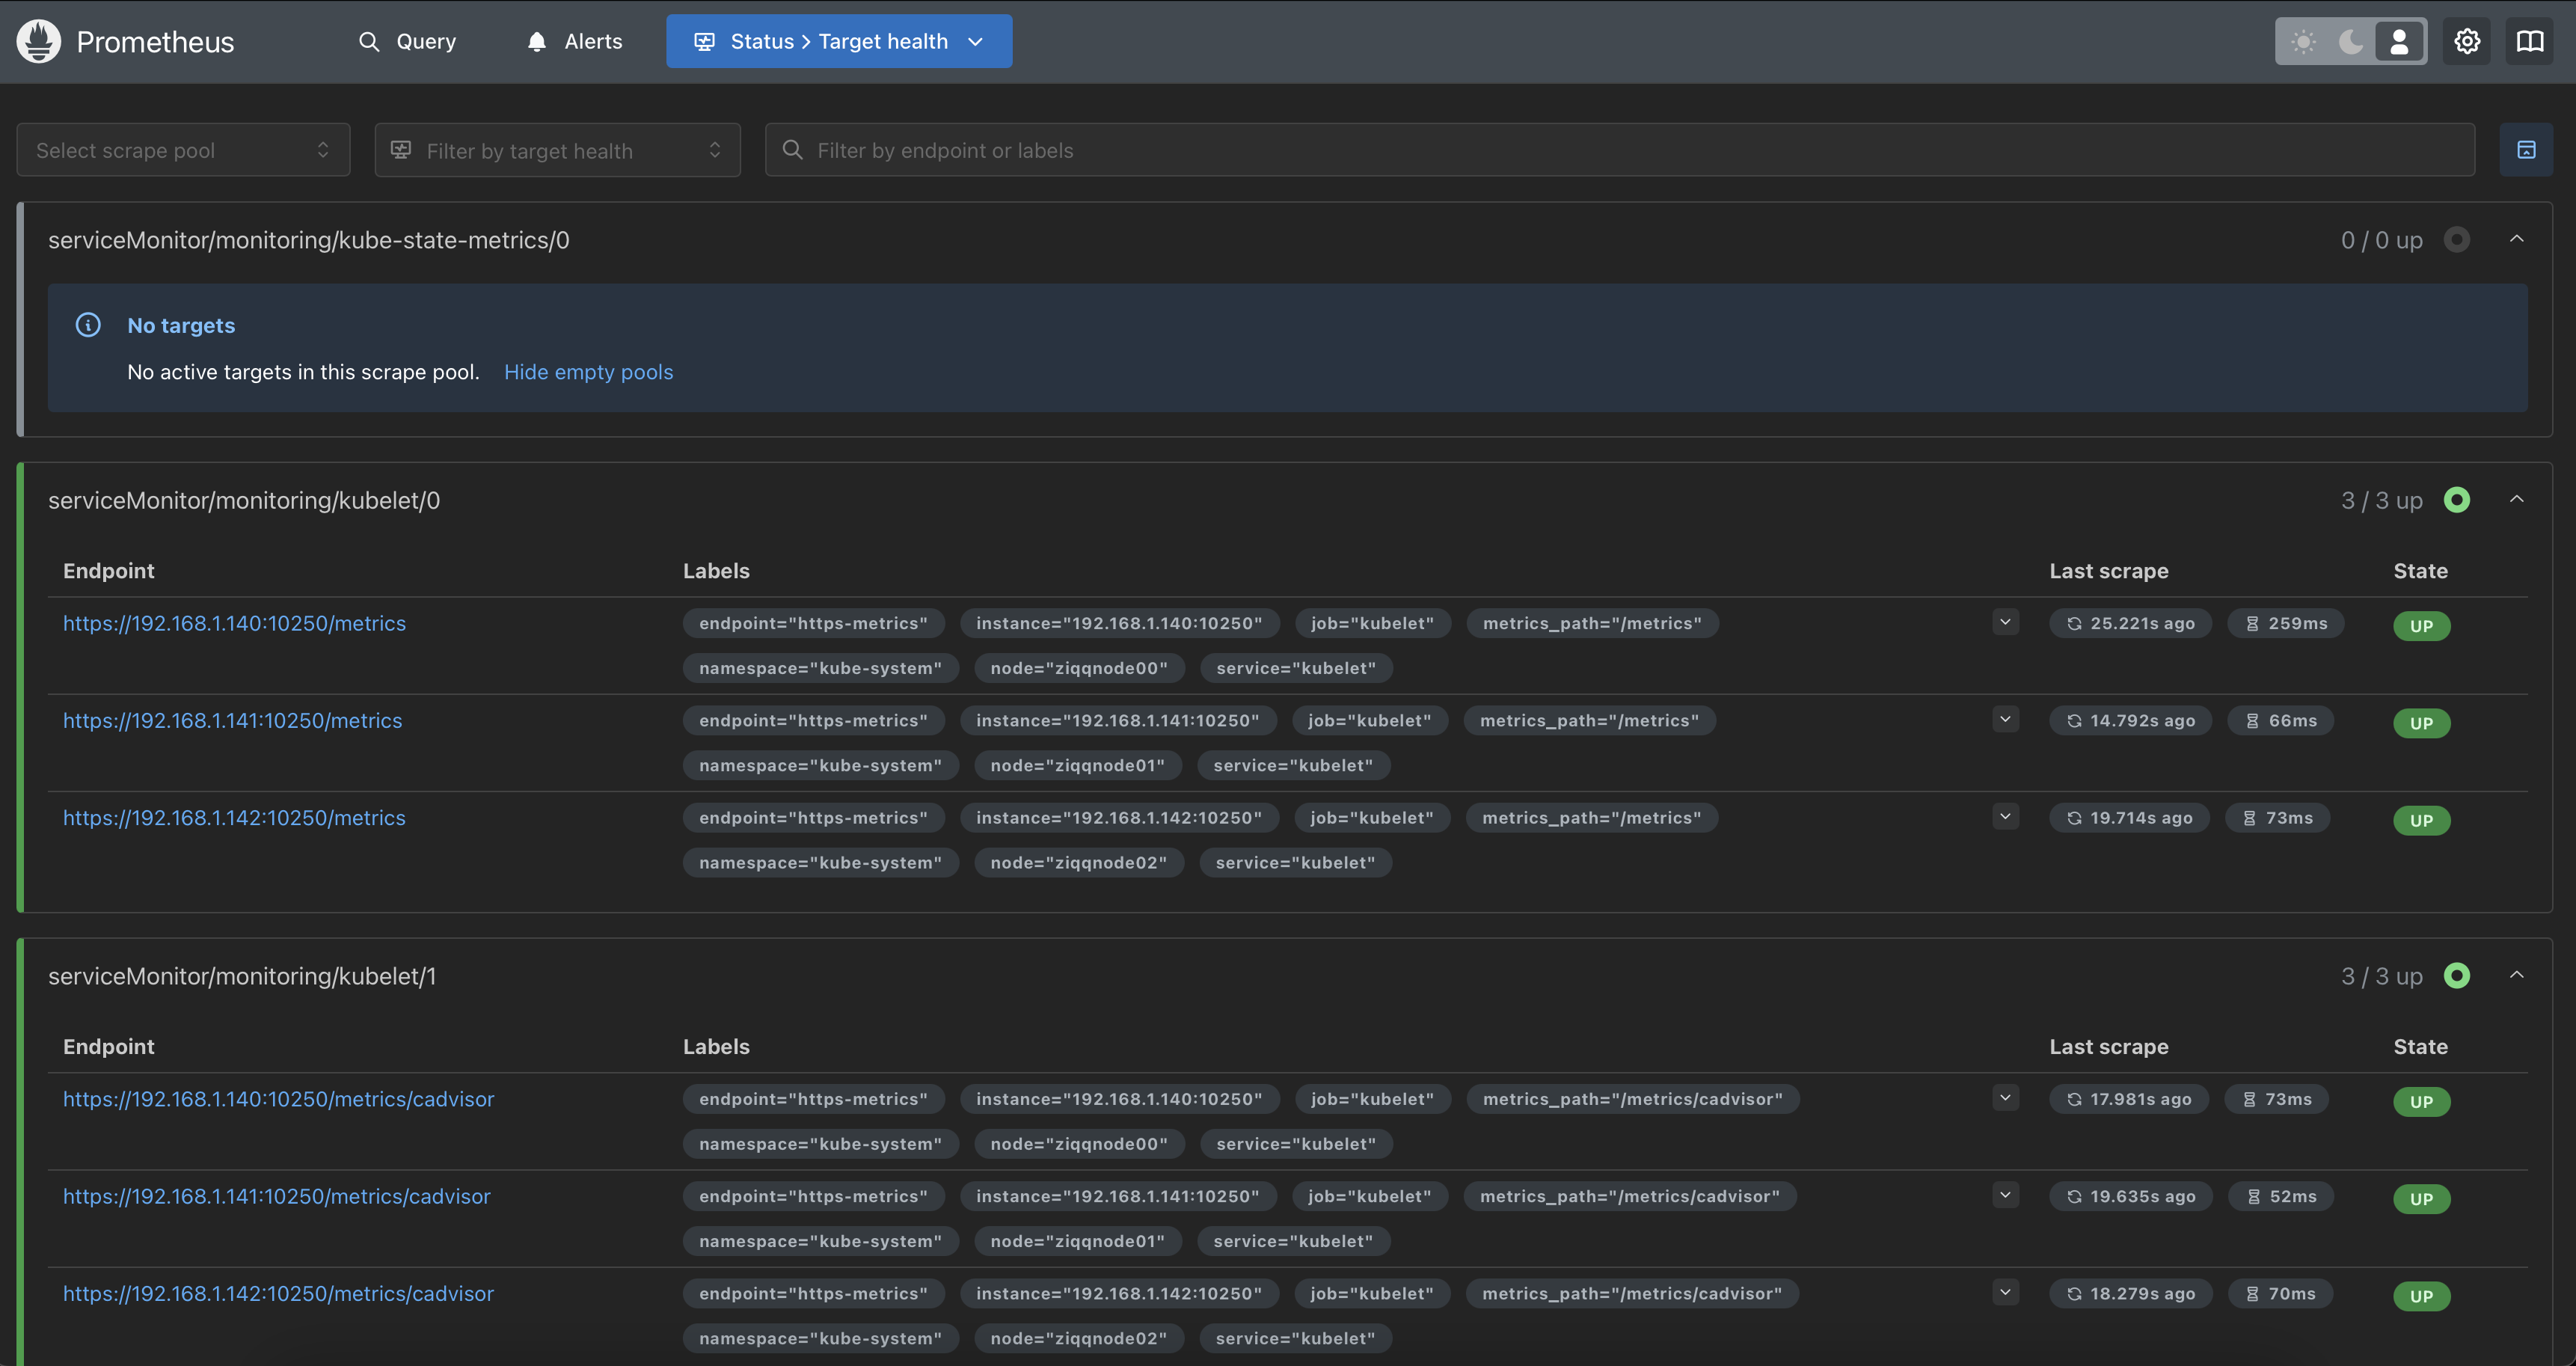 Prometheus Query Alerts Status > Target health
Select scrape pool Filter by target health Filter by endpoint or labels
serviceMonitor/monitoring/kube-state-metrics/0 0 / 0 up
No targets
No active targets in this scrape pool. Hide empty pools
serviceMonitor/monitoring/kubelet/0 3 / 3 up
Endpoint Labels Last scrape State
https://192.168.1.140:10250/metrics endpoint="https-metrics" instance="192.168.1.140:10250" job="kubelet" metrics_path="/metrics" 25.221s ago 259ms UP
namespace="kube-system" node="ziqqnode00" service="kubelet"
https://192.168.1.141:10250/metrics endpoint="https-metrics" instance="192.168.1.141:10250" job="kubelet" metrics_path="/metrics" 14.792s ago 66ms UP
namespace="kube-system" node="ziqqnode01" service="kubelet"
https://192.168.1.142:10250/metrics endpoint="https-metrics" instance="192.168.1.142:10250" job="kubelet" metrics_path="/metrics" 19.714s ago 73ms UP
namespace="kube-system" node="ziqqnode02" service="kubelet"
serviceMonitor/monitoring/kubelet/1 3 / 3 up
Endpoint Labels Last scrape State
https://192.168.1.140:10250/metrics/cadvisor endpoint="https-metrics" instance="192.168.1.140:10250" job="kubelet" metrics_path="/metrics/cadvisor" 17.981s ago 73ms UP
namespace="kube-system" node="ziqqnode00" service="kubelet"
https://192.168.1.141:10250/metrics/cadvisor endpoint="https-metrics" instance="192.168.1.141:10250" job="kubelet" metrics_path="/metrics/cadvisor" 19.635s ago 52ms UP
namespace="kube-system" node="ziqqnode01" service="kubelet"
https://192.168.1.142:10250/metrics/cadvisor endpoint="https-metrics" instance="192.168.1.142:10250" job="kubelet" metrics_path="/metrics/cadvisor" 18.279s ago 70ms UP
namespace="kube-system" node="ziqqnode02" service="kubelet"